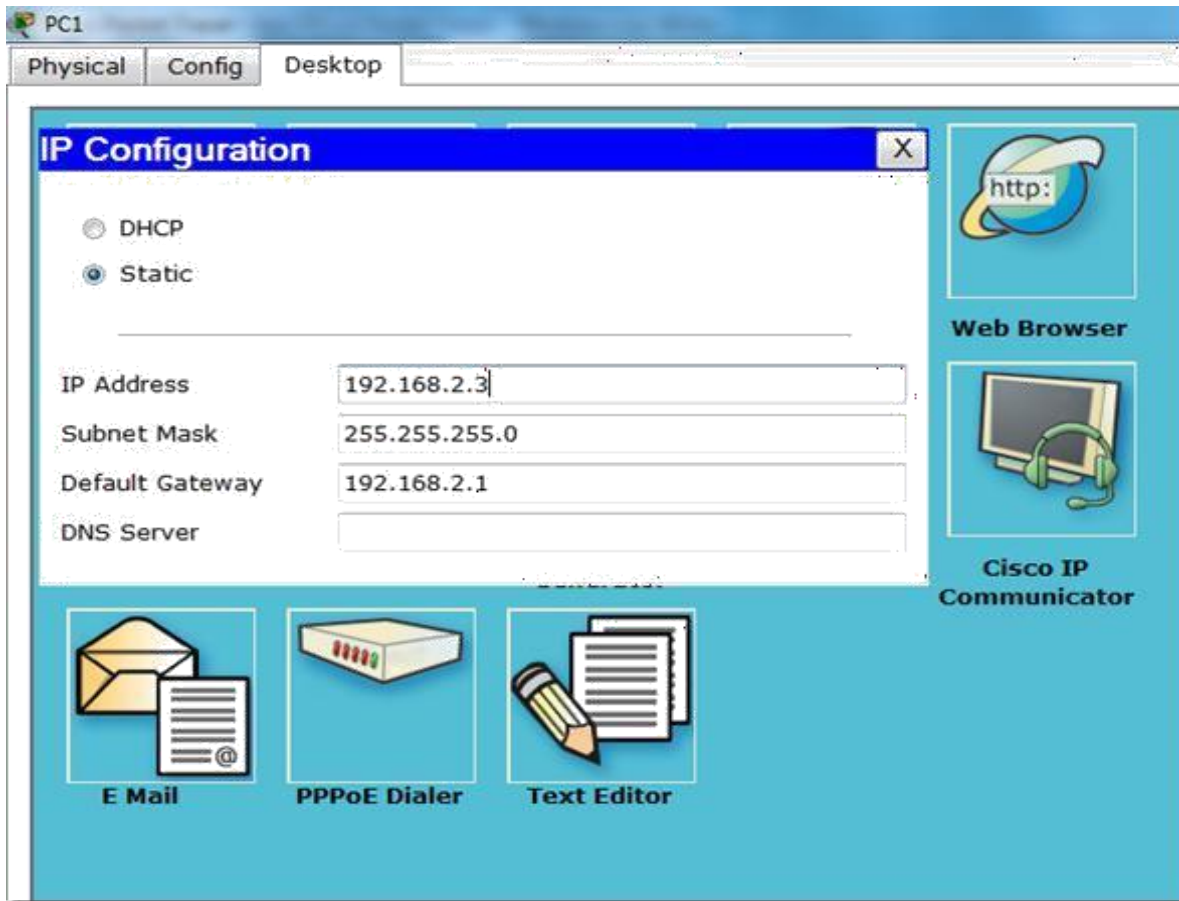 PC1
Physical
Config
Desktop
IP Configuration
X
DHCP
Static
IP Address
192.168.2.3
Subnet Mask
255.255.255.0
Default Gateway
192.168.2.1
DNS Server
http:
Web Browser
Cisco IP
Communicator
@
E Mail
PPPoE Dialer
Text Editor